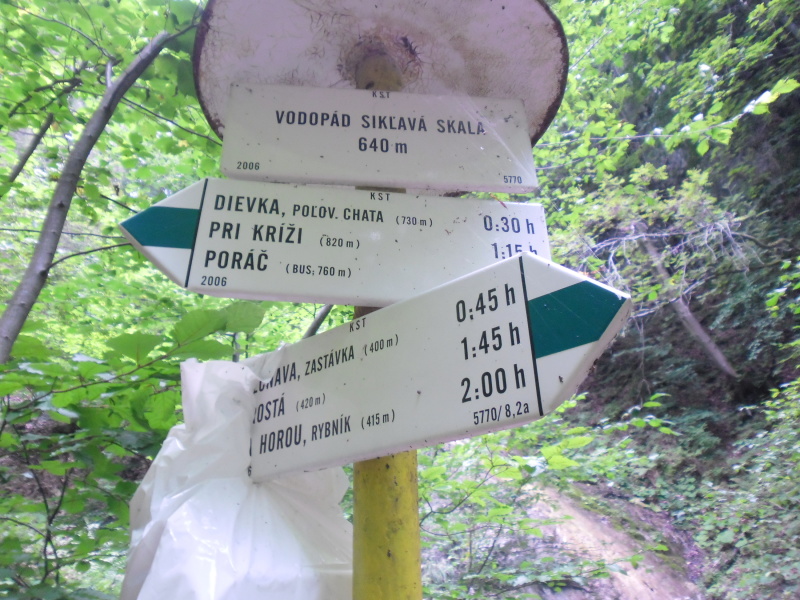 KST
VODOPÁD SIKĽAVÁ SKALA
640 m
2006 5770
KST
DIEVKA, POĽOV. CHATA (730 m) 0:30 h
PRI KRÍŽI (820 m) 1:15 h
PORÁČ (BUS; 760 m)
2006
KST
ZASTÁVKA (400 m) 0:45 h
(420 m) 1:45 h
HOROU, RYBNÍK (415 m) 2:00 h
5770/8,2a